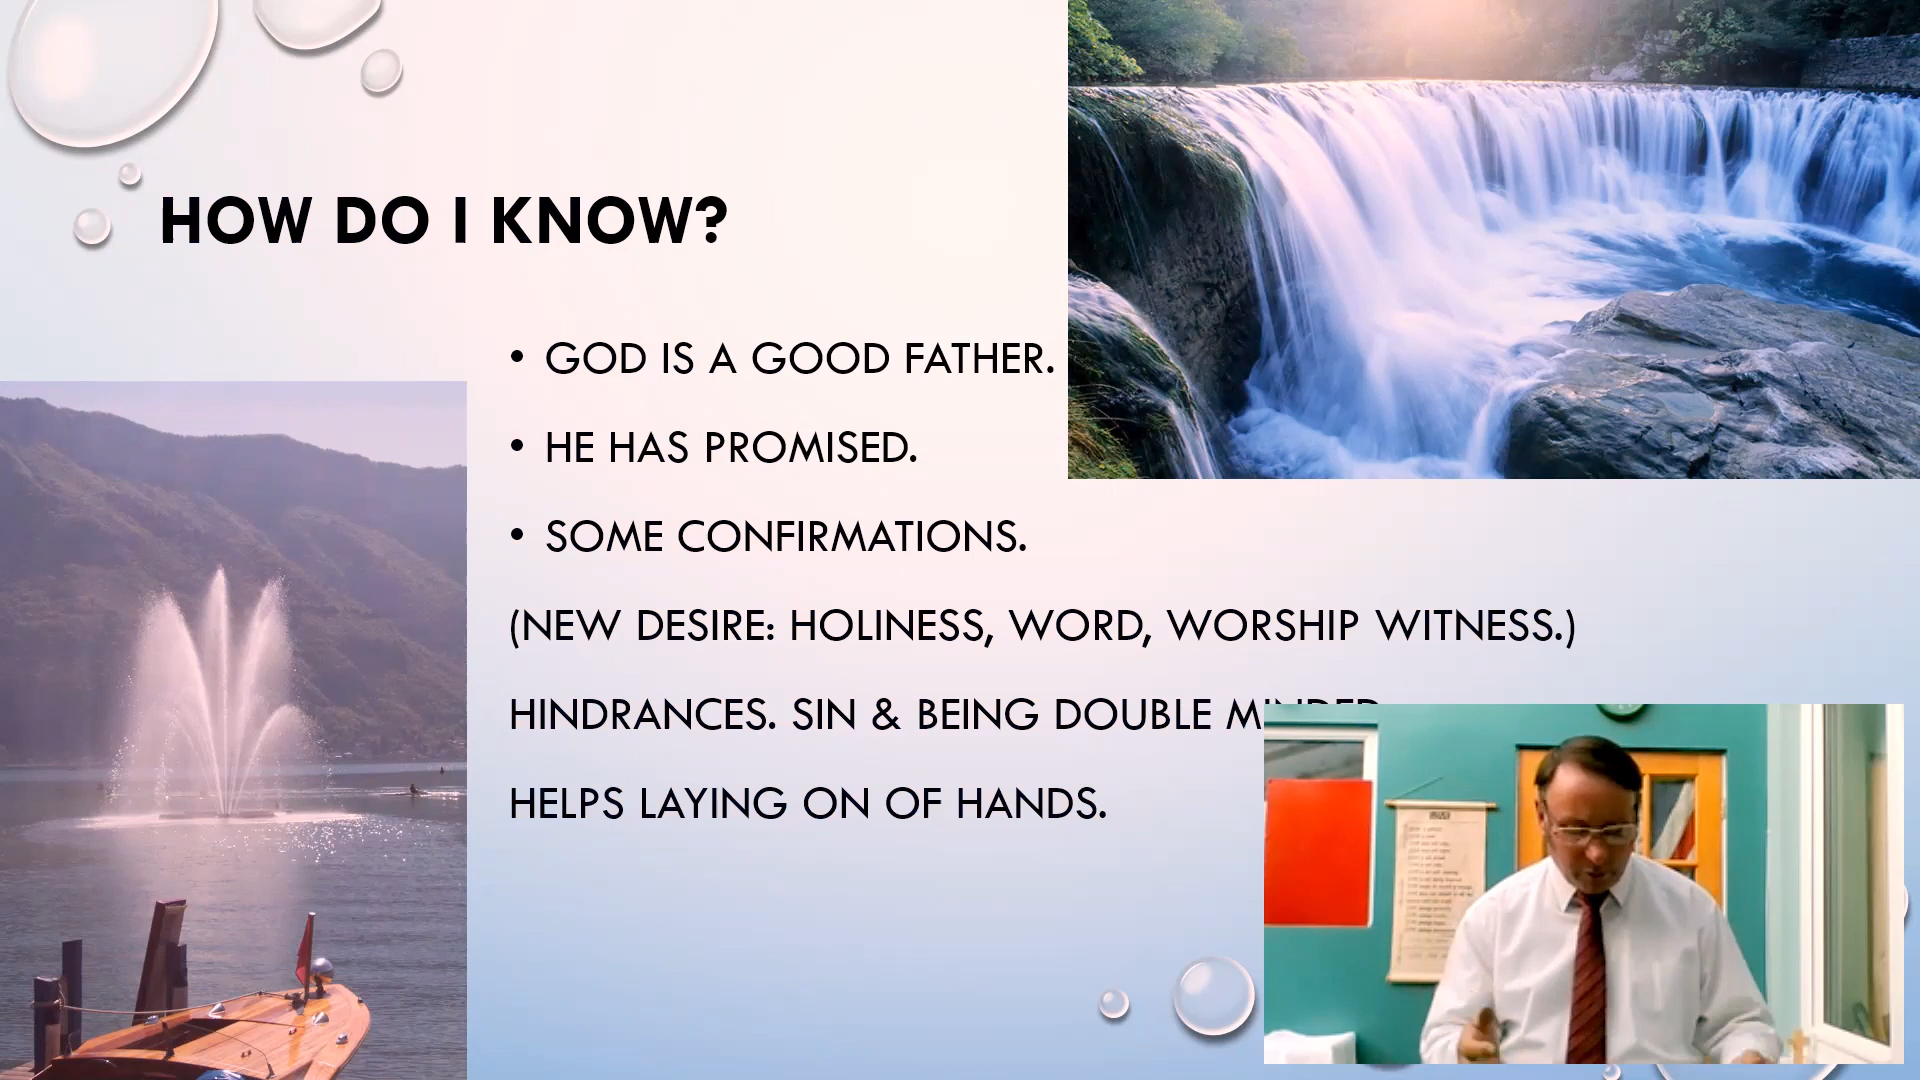 HOW DO I KNOW?
• GOD IS A GOOD FATHER.
• HE HAS PROMISED.
• SOME CONFIRMATIONS.
(NEW DESIRE: HOLINESS, WORD, WORSHIP WITNESS.)
HINDRANCES. SIN & BEING DOUBLE MINDED
HELPS LAYING ON OF HANDS.